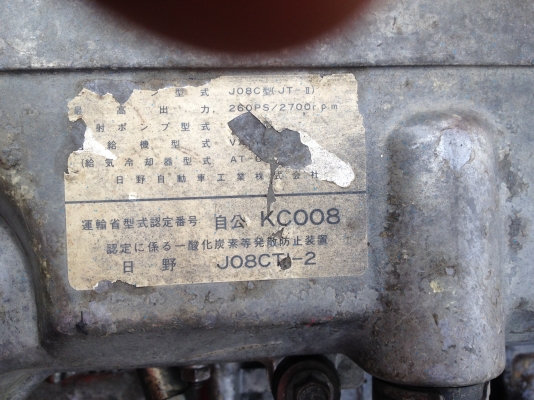 型式 J08C型(JT-Ⅱ)
高出力 260PS/2700rpm
射ポンプ型式
給機型式
(給気冷却器型式 AT-
日野自動車工業株式会社
運輸省型式認定番号 自公 KC008
認定に係る一酸化炭素等発散防止装置
日野 J08CT-2